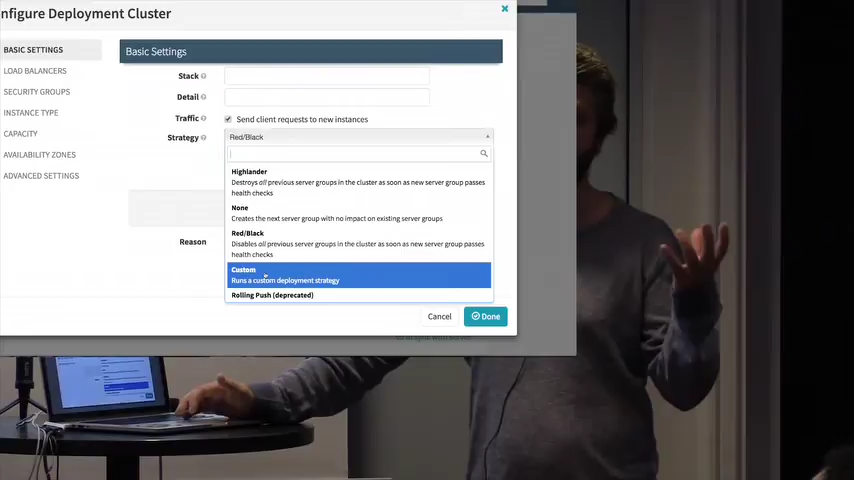 nfigure Deployment Cluster
BASIC SETTINGS
LOAD BALANCERS
SECURITY GROUPS
INSTANCE TYPE
CAPACITY
AVAILABILITY ZONES
ADVANCED SETTINGS
Basic Settings
Stack
Detail
Traffic
Send client requests to new instances
Strategy
Red/Black
Highlander
Destroys all previous server groups in the cluster as soon as new server group passes
health checks
None
Creates the next server group with no impact on existing server groups
Red/Black
Disables all previous server groups in the cluster as soon as new server group passes
health checks
Custom
Runs a custom deployment strategy
Rolling Push (deprecated)
Reason
Cancel
Done